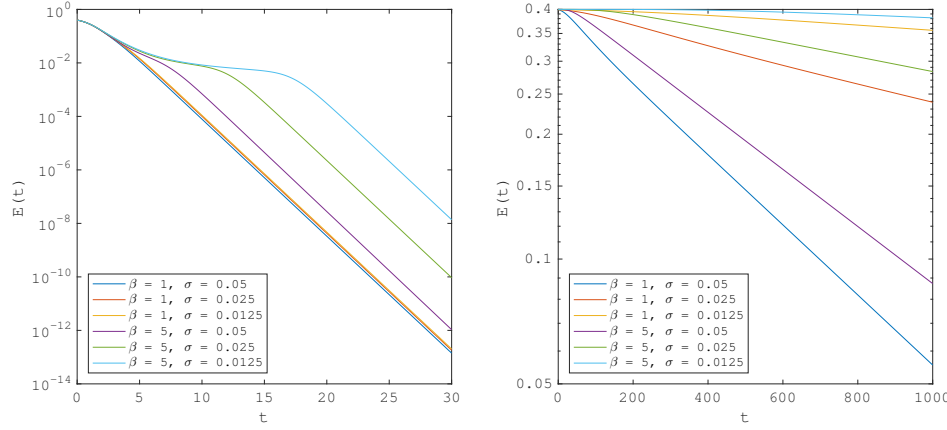 10^0
10^-2
10^-4
10^-6
10^-8
10^-10
10^-12
10^-14
E(t)
0 5 10 15 20 25 30
t
β = 1, σ = 0.05
β = 1, σ = 0.025
β = 1, σ = 0.0125
β = 5, σ = 0.05
β = 5, σ = 0.025
β = 5, σ = 0.0125
0.4
0.35
0.3
0.25
0.2
0.15
0.1
0.05
E(t)
0 200 400 600 800 1000
t
β = 1, σ = 0.05
β = 1, σ = 0.025
β = 1, σ = 0.0125
β = 5, σ = 0.05
β = 5, σ = 0.025
β = 5, σ = 0.0125